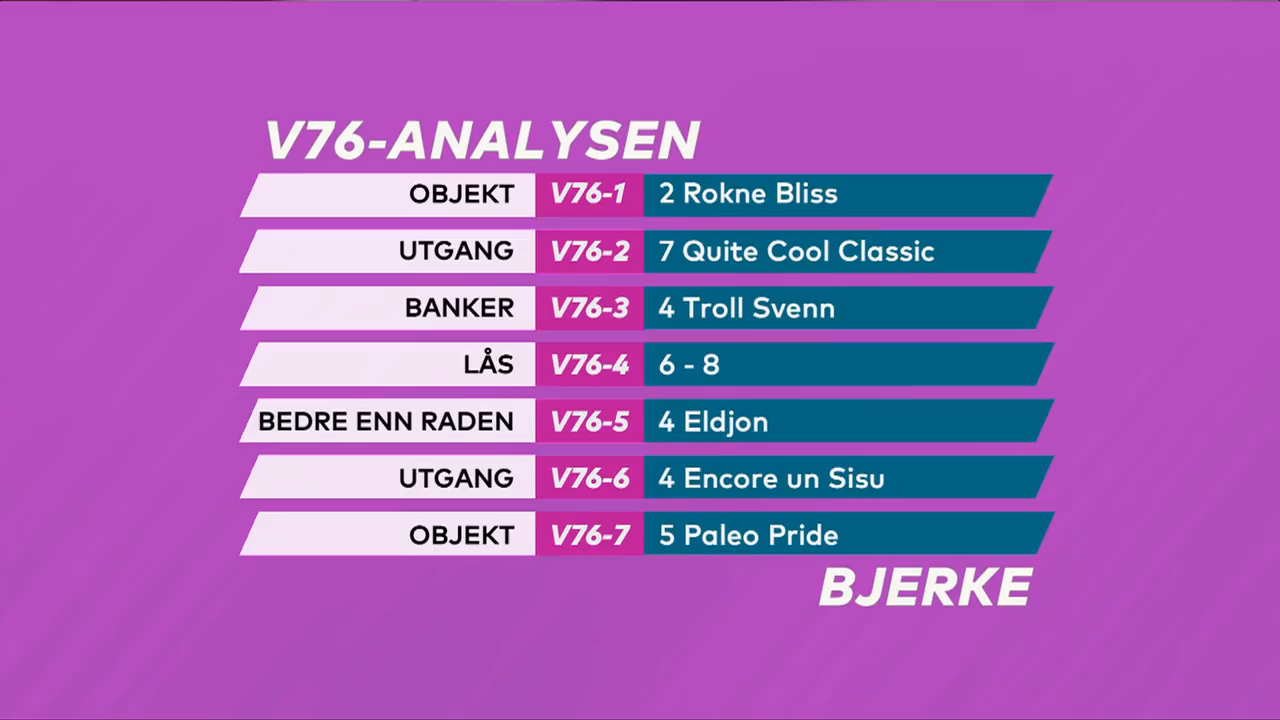 V76-ANALYSEN
OBJEKT V76-1 2 Rokne Bliss
UTGANG V76-2 7 Quite Cool Classic
BANKER V76-3 4 Troll Svenn
LÅS V76-4 6 - 8
BEDRE ENN RADEN V76-5 4 Eldjon
UTGANG V76-6 4 Encore un Sisu
OBJEKT V76-7 5 Paleo Pride
BJERKE